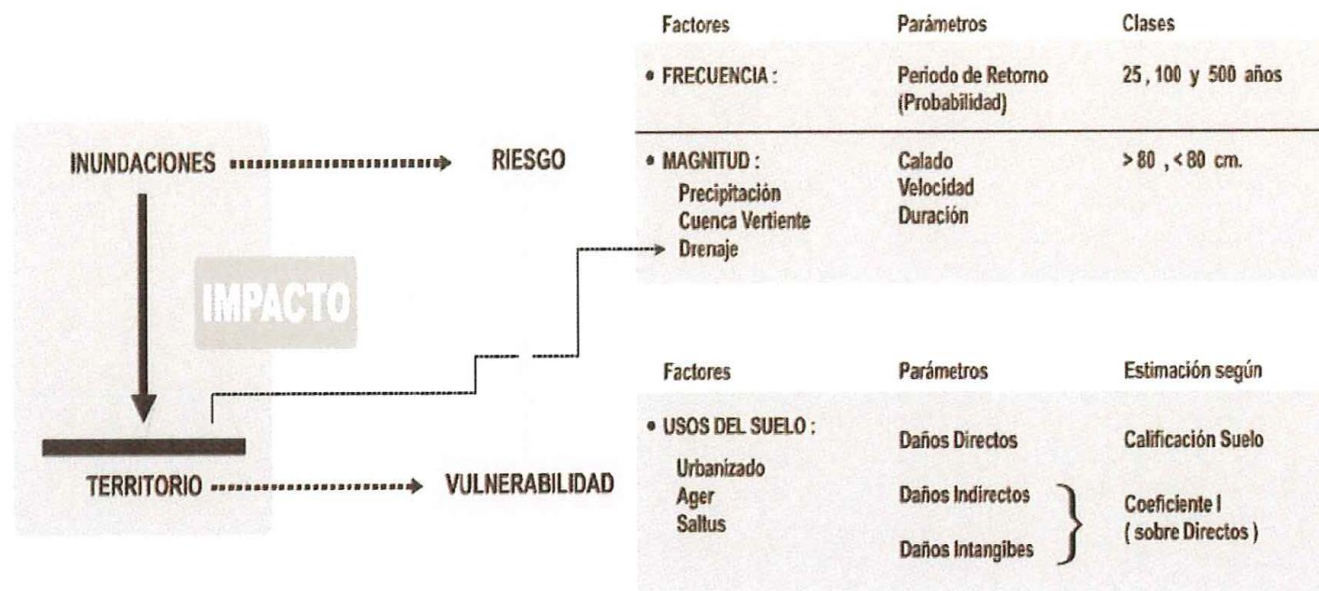 INUNDACIONES
RIESGO
IMPACTO
TERRITORIO
VULNERABILIDAD
Factores Parámetros Clases
• FRECUENCIA : Periodo de Retorno 25 , 100 y 500 años
(Probabilidad)
• MAGNITUD : Calado > 80 , < 80 cm.
Precipitación Velocidad
Cuenca Vertiente Duración
Drenaje
Factores Parámetros Estimación según
• USOS DEL SUELO : Daños Directos Calificación Suelo
Urbanizado
Ager Daños Indirectos Coeficiente I
Saltus ( sobre Directos )
Daños Intangibes